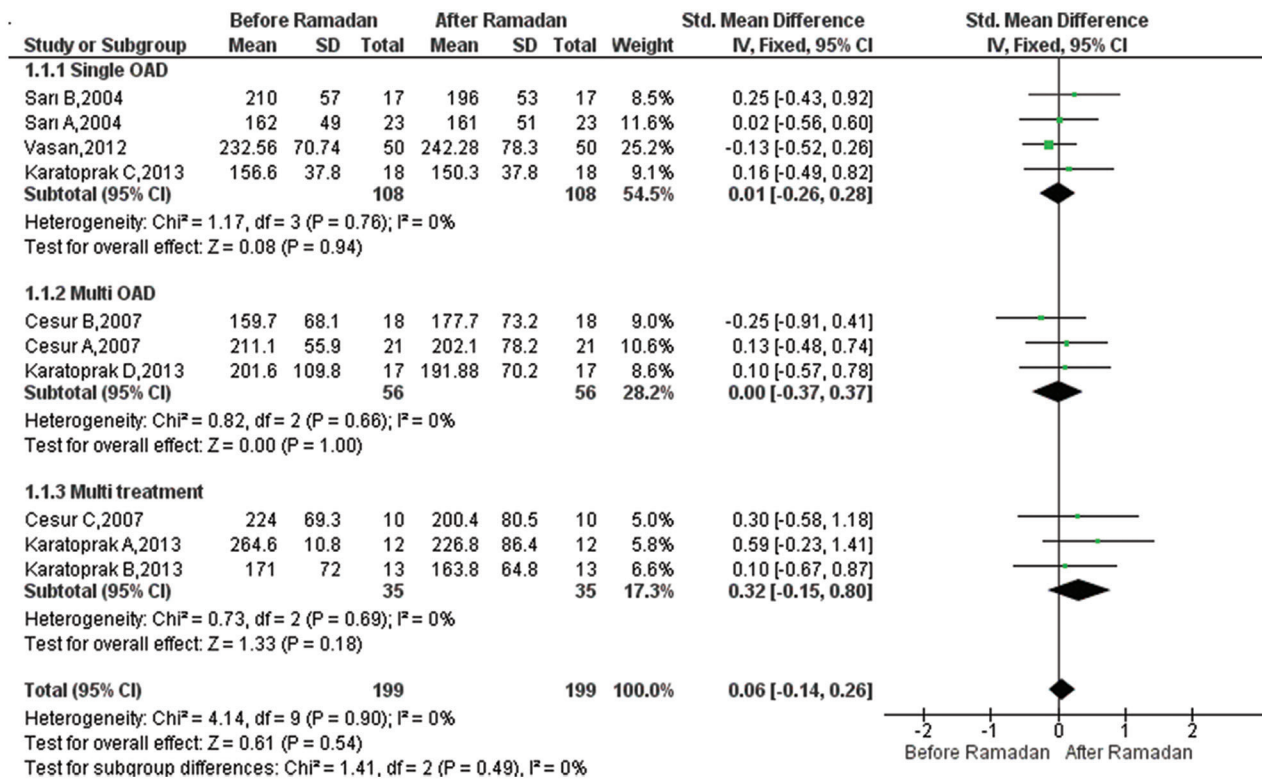 Before Ramadan After Ramadan Std. Mean Difference Std. Mean Difference
Study or Subgroup Mean SD Total Mean SD Total Weight IV, Fixed, 95% CI IV, Fixed, 95% CI
1.1.1 Single OAD
Sarı B,2004 210 57 17 196 53 17 8.5% 0.25 [-0.43, 0.92]
Sarı A,2004 162 49 23 161 51 23 11.6% 0.02 [-0.56, 0.60]
Vasan,2012 232.56 70.74 50 242.28 78.3 50 25.2% -0.13 [-0.52, 0.26]
Karatoprak C,2013 156.6 37.8 18 150.3 37.8 18 9.1% 0.16 [-0.49, 0.82]
Subtotal (95% CI) 108 108 54.5% 0.01 [-0.26, 0.28]
Heterogeneity: Chi² = 1.17, df = 3 (P = 0.76); I² = 0%
Test for overall effect: Z = 0.08 (P = 0.94)
1.1.2 Multi OAD
Cesur B,2007 159.7 68.1 18 177.7 73.2 18 9.0% -0.25 [-0.91, 0.41]
Cesur A,2007 211.1 55.9 21 202.1 78.2 21 10.6% 0.13 [-0.48, 0.74]
Karatoprak D,2013 201.6 109.8 17 191.88 70.2 17 8.6% 0.10 [-0.57, 0.78]
Subtotal (95% CI) 56 56 28.2% 0.00 [-0.37, 0.37]
Heterogeneity: Chi² = 0.82, df = 2 (P = 0.66); I² = 0%
Test for overall effect: Z = 0.00 (P = 1.00)
1.1.3 Multi treatment
Cesur C,2007 224 69.3 10 200.4 80.5 10 5.0% 0.30 [-0.58, 1.18]
Karatoprak A,2013 264.6 10.8 12 226.8 86.4 12 5.8% 0.59 [-0.23, 1.41]
Karatoprak B,2013 171 72 13 163.8 64.8 13 6.6% 0.10 [-0.67, 0.87]
Subtotal (95% CI) 35 35 17.3% 0.32 [-0.15, 0.80]
Heterogeneity: Chi² = 0.73, df = 2 (P = 0.69); I² = 0%
Test for overall effect: Z = 1.33 (P = 0.18)
Total (95% CI) 199 199 100.0% 0.06 [-0.14, 0.26]
Heterogeneity: Chi² = 4.14, df = 9 (P = 0.90); I² = 0%
Test for overall effect: Z = 0.61 (P = 0.54)
Test for subgroup differences: Chi² = 1.41, df = 2 (P = 0.49), I² = 0%
-2 -1 0 1 2
Before Ramadan After Ramadan